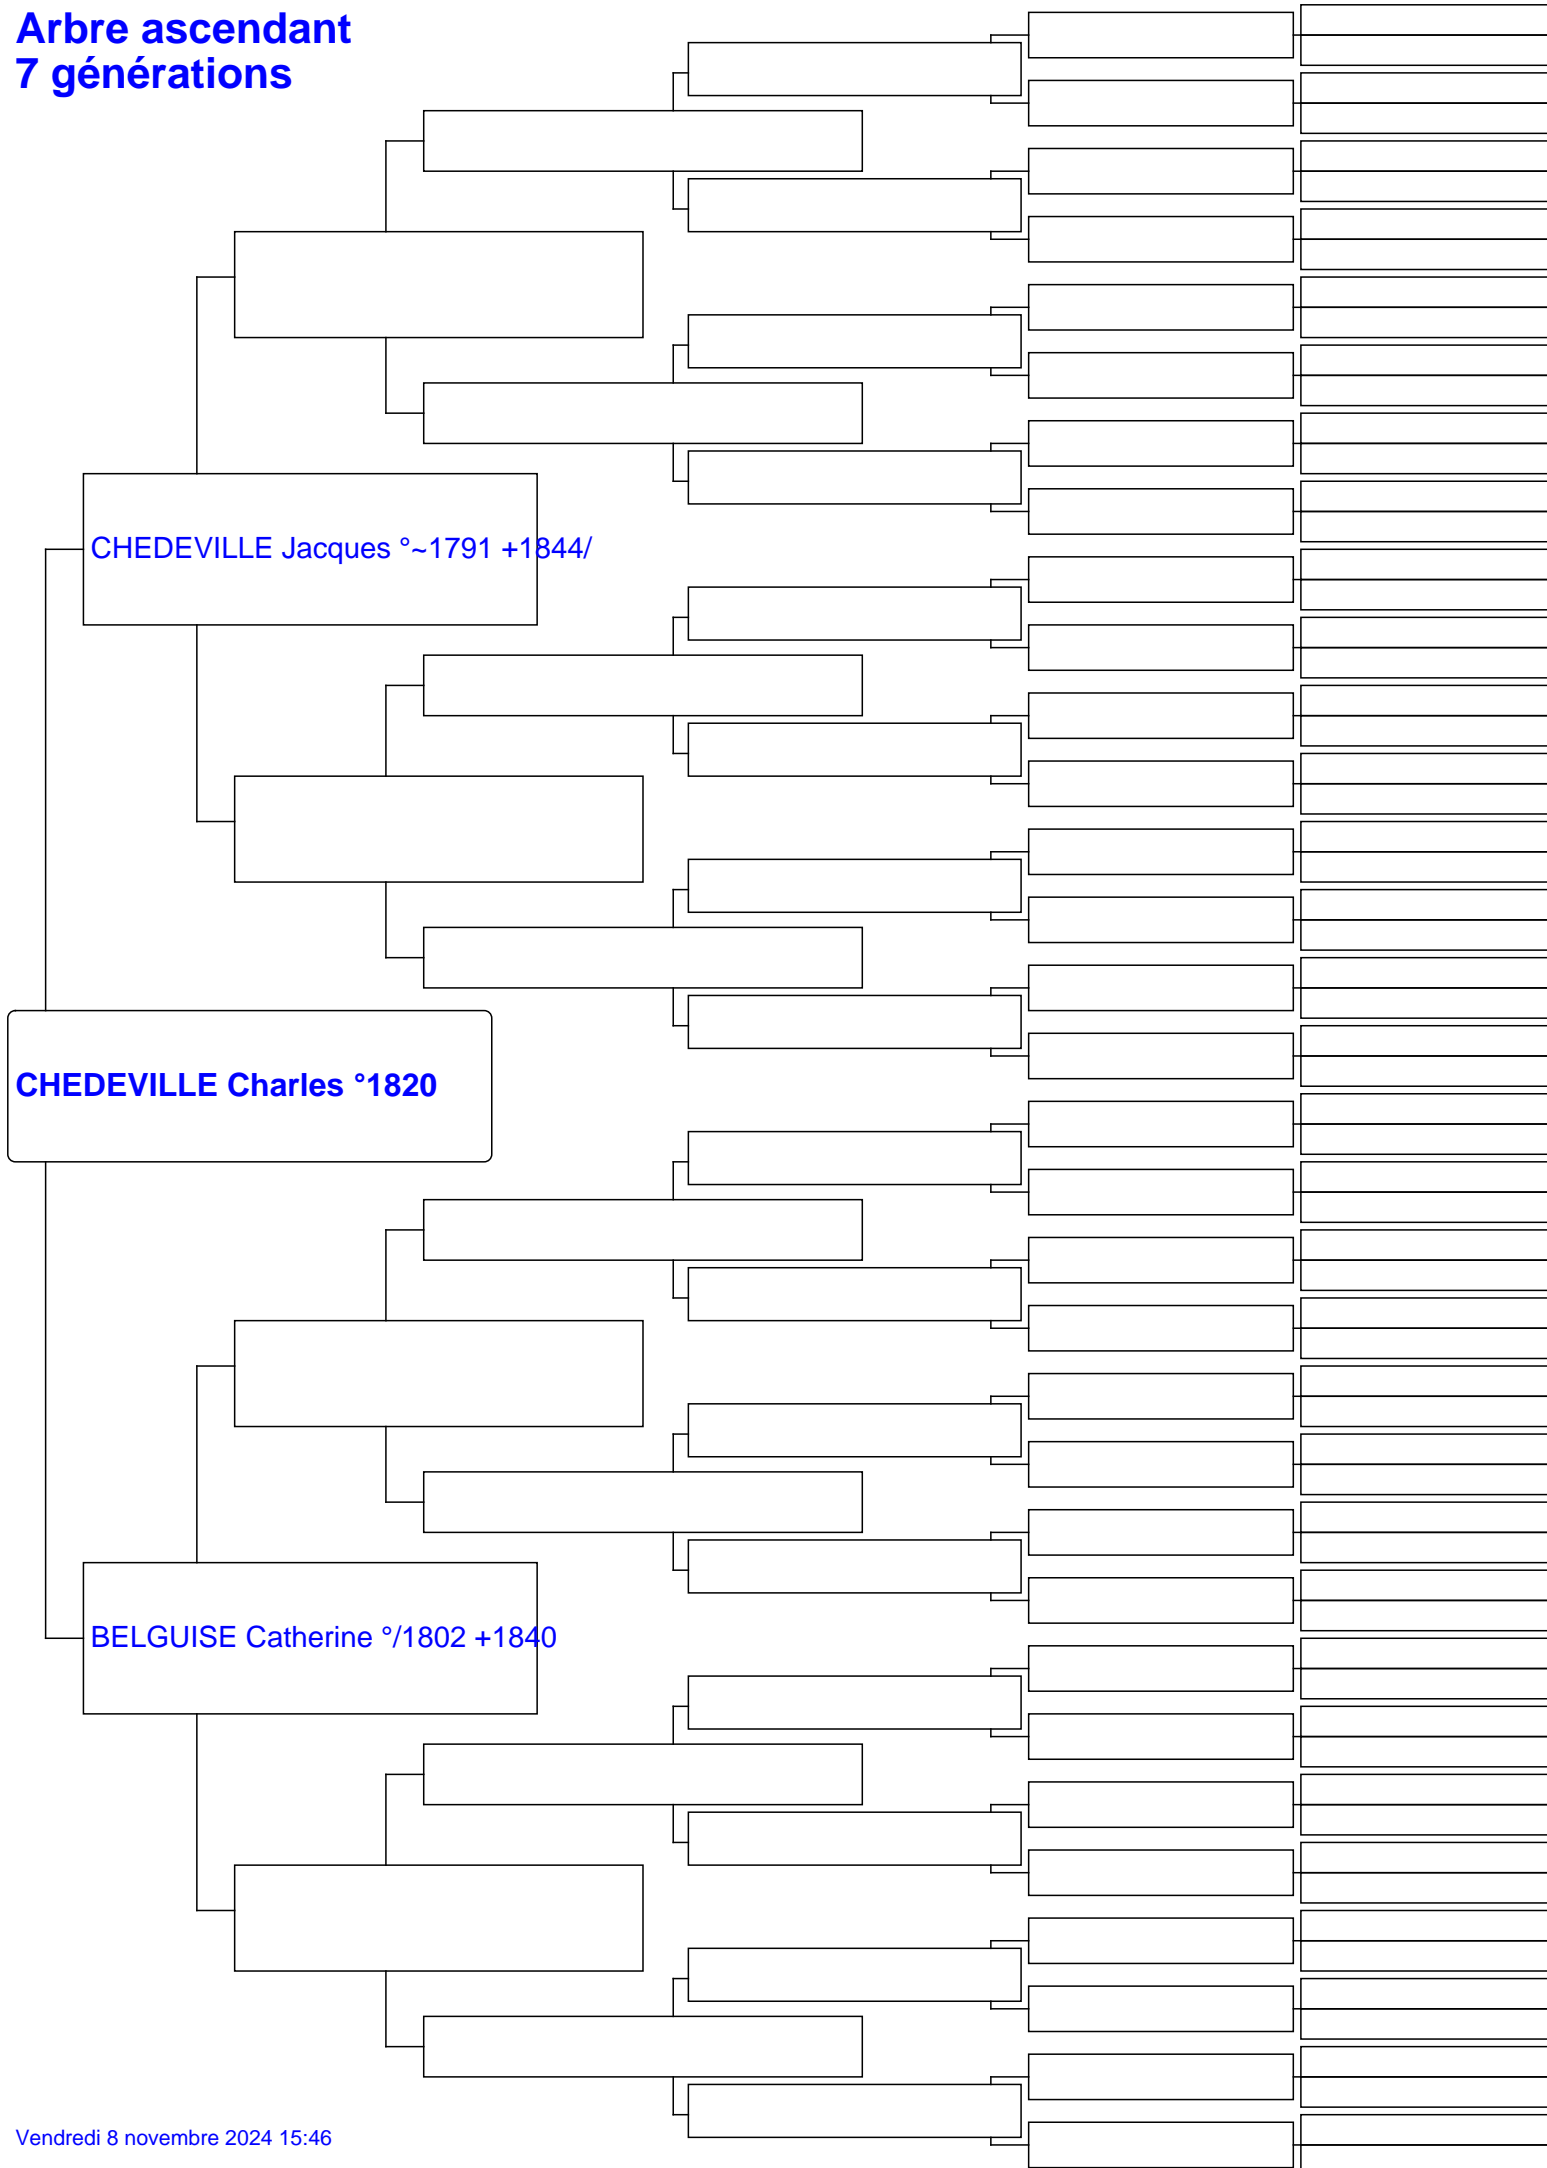 Arbre ascendant
7 générations
CHEDEVILLE Jacques °~1791 +1844/
CHEDEVILLE Charles °1820
BELGUISE Catherine °/1802 +1840
Vendredi 8 novembre 2024 15:46